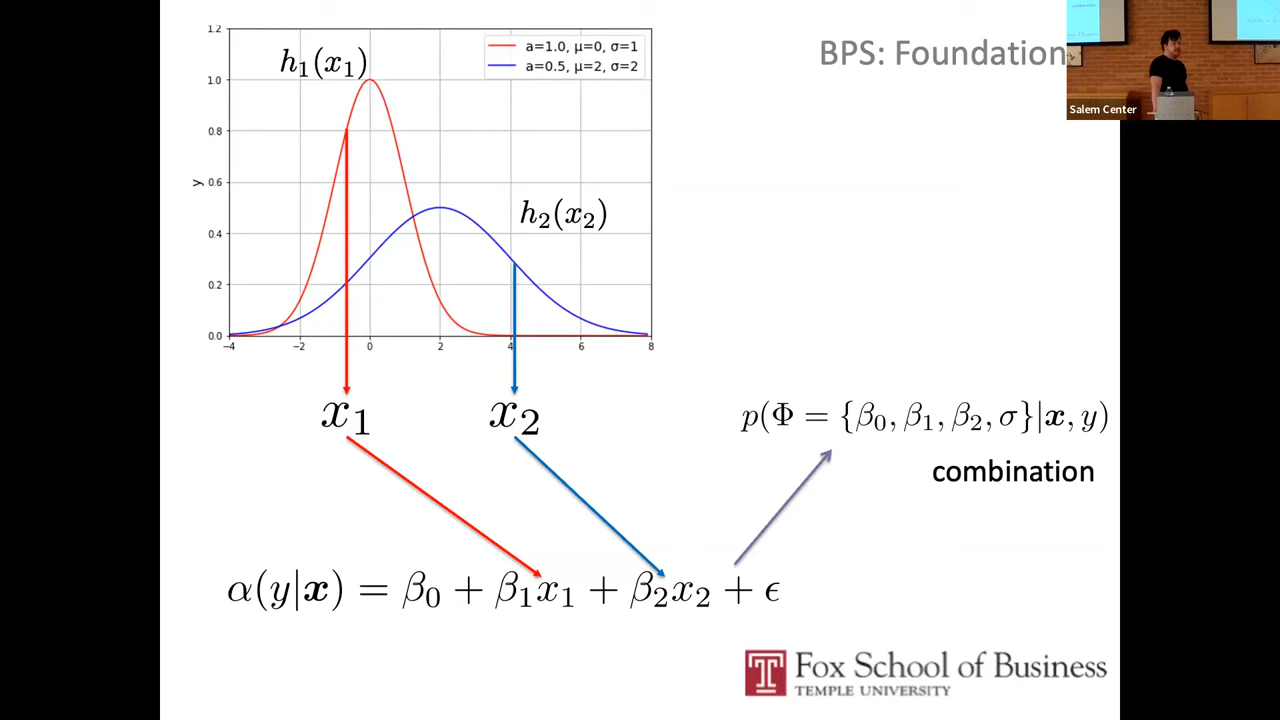 BPS: Foundation
Salem Center
1.2
1.0
0.8
0.6
0.4
0.2
0.0
y
−4 −2 0 2 4 6 8
a=1.0, μ=0, σ=1
a=0.5, μ=2, σ=2
h₁(x₁)
h₂(x₂)
x₁ x₂
p(Φ = {β₀, β₁, β₂, σ}|x, y)
combination
α(y|x) = β₀ + β₁x₁ + β₂x₂ + ϵ
Fox School of Business
TEMPLE UNIVERSITY